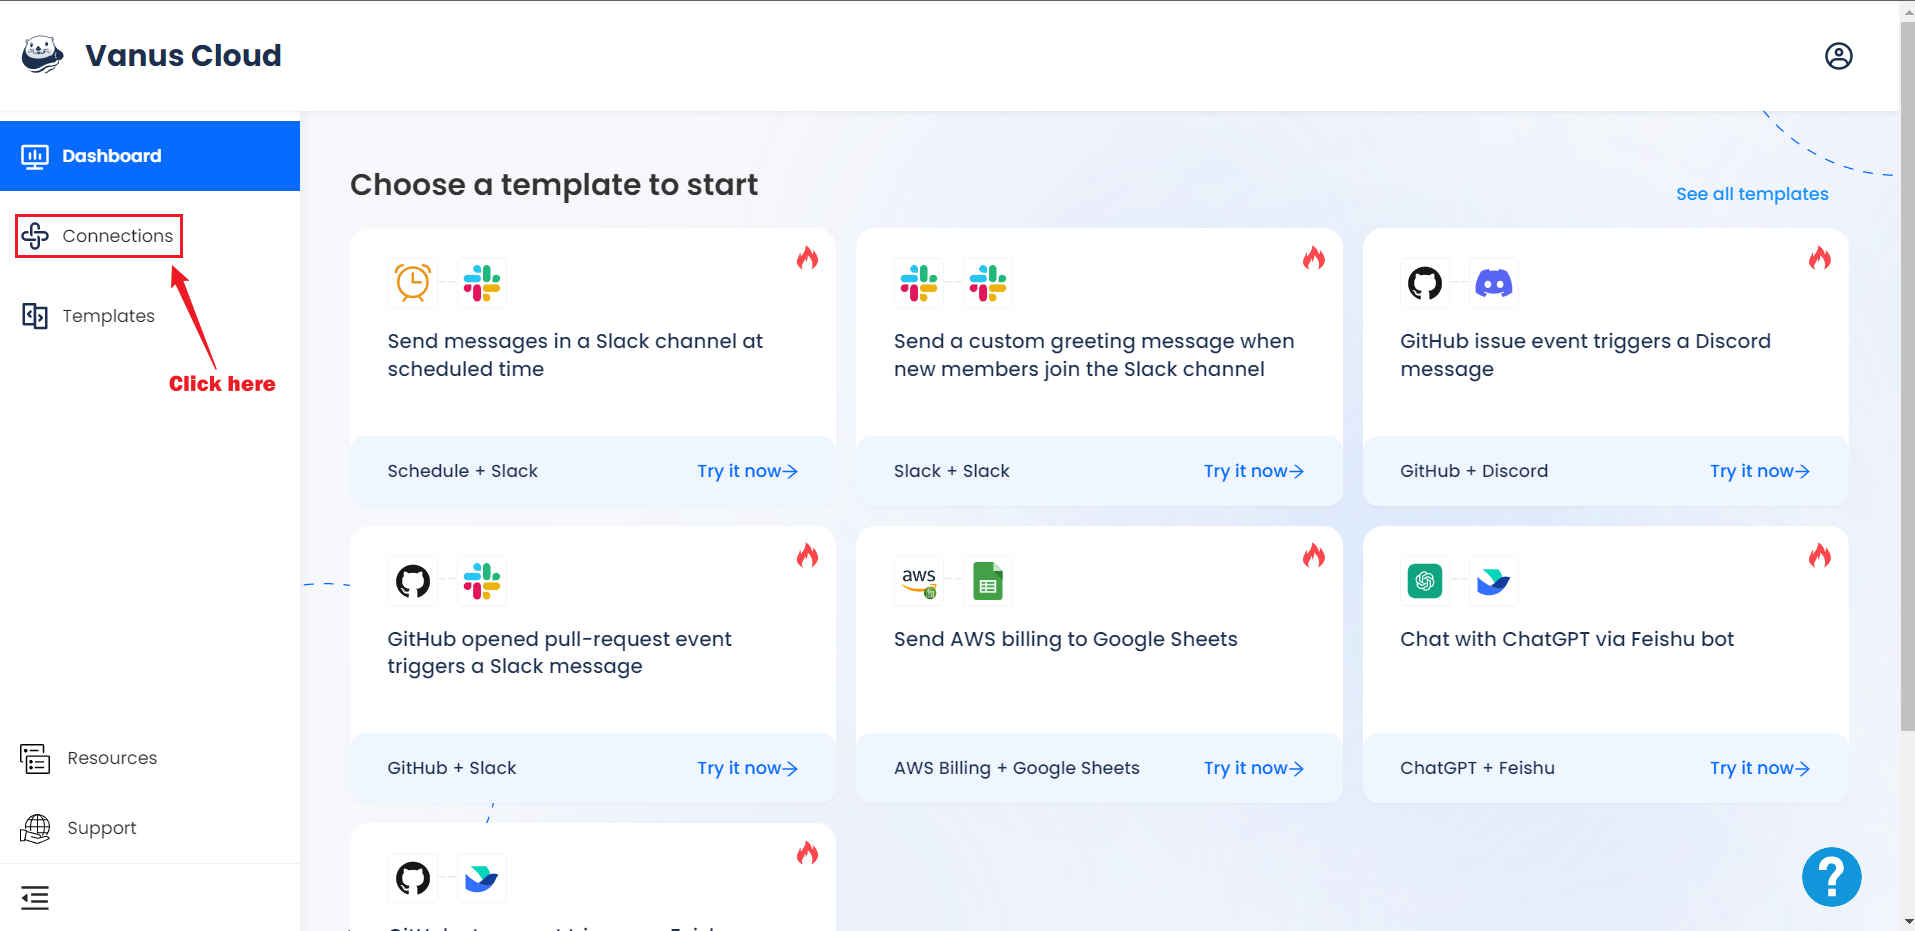 Vanus Cloud
Dashboard
Connections
Templates
Click here
Resources
Support
Choose a template to start
See all templates
Send messages in a Slack channel at
scheduled time
Schedule + Slack
Try it now→
Send a custom greeting message when
new members join the Slack channel
Slack + Slack
Try it now→
GitHub issue event triggers a Discord
message
GitHub + Discord
Try it now→
GitHub opened pull-request event
triggers a Slack message
GitHub + Slack
Try it now→
aws
Send AWS billing to Google Sheets
AWS Billing + Google Sheets
Try it now→
Chat with ChatGPT via Feishu bot
ChatGPT + Feishu
Try it now→
?